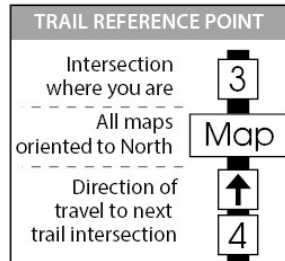 TRAIL REFERENCE POINT
Intersection
where you are
3
All maps
oriented to North
Map
Direction of
travel to next
trail intersection
4